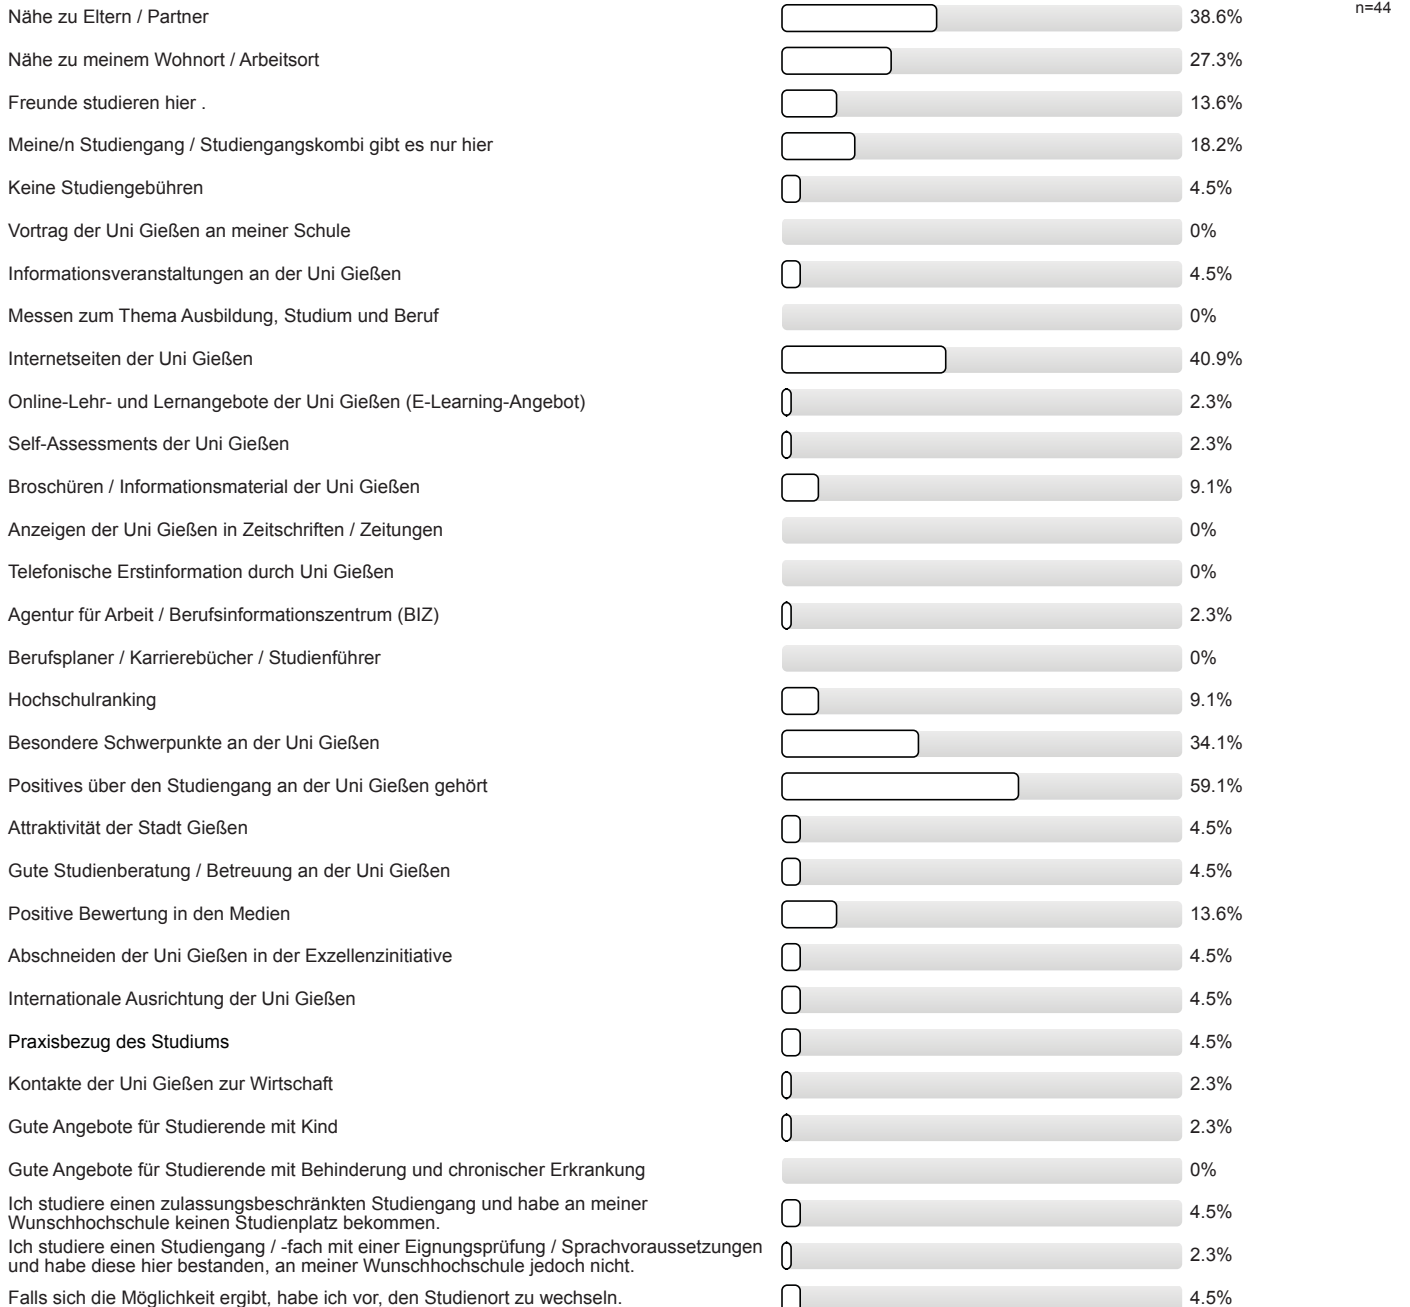 Nähe zu Eltern / Partner 38.6% n=44
Nähe zu meinem Wohnort / Arbeitsort 27.3%
Freunde studieren hier . 13.6%
Meine/n Studiengang / Studiengangskombi gibt es nur hier 18.2%
Keine Studiengebühren 4.5%
Vortrag der Uni Gießen an meiner Schule 0%
Informationsveranstaltungen an der Uni Gießen 4.5%
Messen zum Thema Ausbildung, Studium und Beruf 0%
Internetseiten der Uni Gießen 40.9%
Online-Lehr- und Lernangebote der Uni Gießen (E-Learning-Angebot) 2.3%
Self-Assessments der Uni Gießen 2.3%
Broschüren / Informationsmaterial der Uni Gießen 9.1%
Anzeigen der Uni Gießen in Zeitschriften / Zeitungen 0%
Telefonische Erstinformation durch Uni Gießen 0%
Agentur für Arbeit / Berufsinformationszentrum (BIZ) 2.3%
Berufsplaner / Karrierebücher / Studienführer 0%
Hochschulranking 9.1%
Besondere Schwerpunkte an der Uni Gießen 34.1%
Positives über den Studiengang an der Uni Gießen gehört 59.1%
Attraktivität der Stadt Gießen 4.5%
Gute Studienberatung / Betreuung an der Uni Gießen 4.5%
Positive Bewertung in den Medien 13.6%
Abschneiden der Uni Gießen in der Exzellenzinitiative 4.5%
Internationale Ausrichtung der Uni Gießen 4.5%
Praxisbezug des Studiums 4.5%
Kontakte der Uni Gießen zur Wirtschaft 2.3%
Gute Angebote für Studierende mit Kind 2.3%
Gute Angebote für Studierende mit Behinderung und chronischer Erkrankung 0%
Ich studiere einen zulassungsbeschränkten Studiengang und habe an meiner
Wunschhochschule keinen Studienplatz bekommen. 4.5%
Ich studiere einen Studiengang / -fach mit einer Eignungsprüfung / Sprachvoraussetzungen
und habe diese hier bestanden, an meiner Wunschhochschule jedoch nicht. 2.3%
Falls sich die Möglichkeit ergibt, habe ich vor, den Studienort zu wechseln. 4.5%